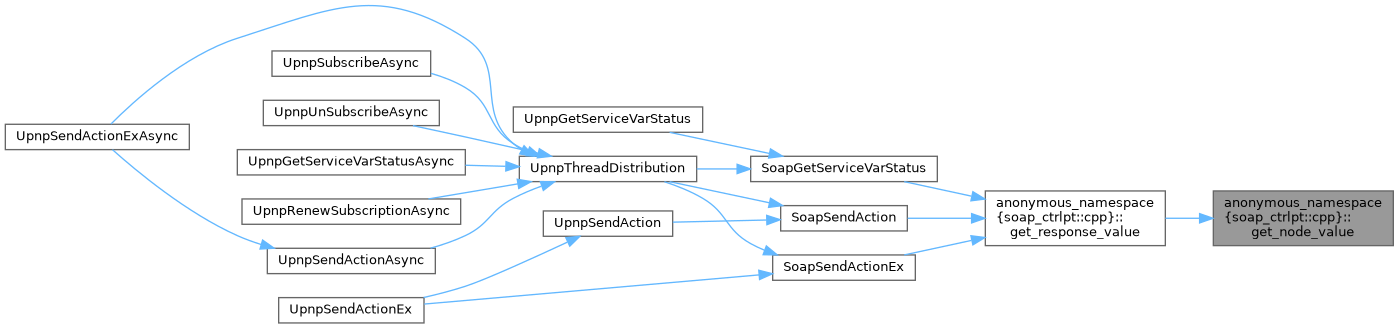 UpnpSendActionExAsync
UpnpSubscribeAsync
UpnpUnSubscribeAsync
UpnpGetServiceVarStatusAsync
UpnpRenewSubscriptionAsync
UpnpSendActionAsync
UpnpSendActionEx
UpnpGetServiceVarStatus
UpnpThreadDistribution
UpnpSendAction
SoapGetServiceVarStatus
SoapSendAction
SoapSendActionEx
anonymous_namespace
{soap_ctrlpt::cpp}::
get_response_value
anonymous_namespace
{soap_ctrlpt::cpp}::
get_node_value